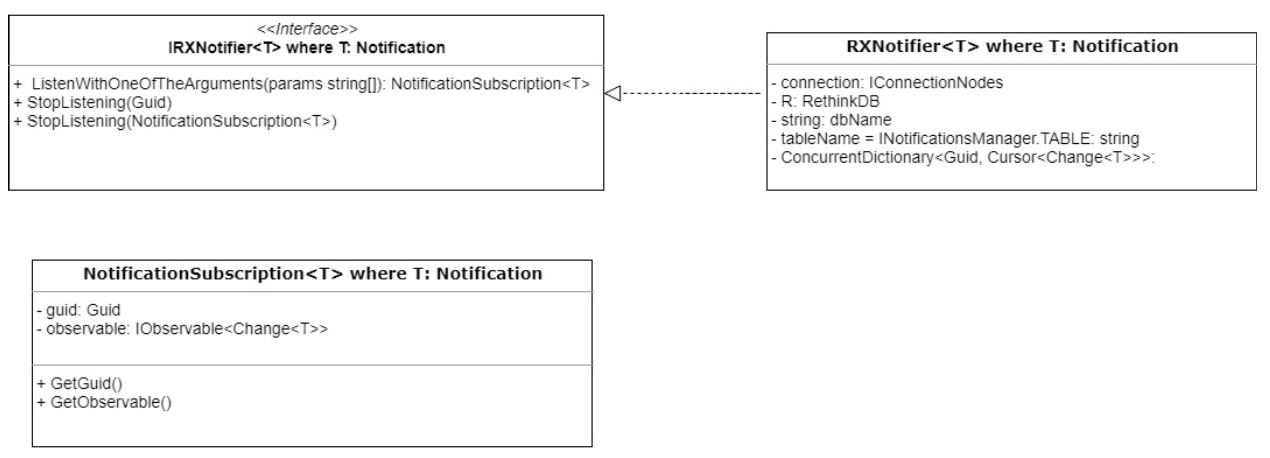 <<Interface>>
IRXNotifier<T> where T: Notification
+ ListenWithOneOfTheArguments(params string[]): NotificationSubscription<T>
+ StopListening(Guid)
+ StopListening(NotificationSubscription<T>)
RXNotifier<T> where T: Notification
- connection: IConnectionNodes
- R: RethinkDB
- string: dbName
- tableName = INotificationsManager.TABLE: string
- ConcurrentDictionary<Guid, Cursor<Change<T>>>:
NotificationSubscription<T> where T: Notification
- guid: Guid
- observable: IObservable<Change<T>>
+ GetGuid()
+ GetObservable()